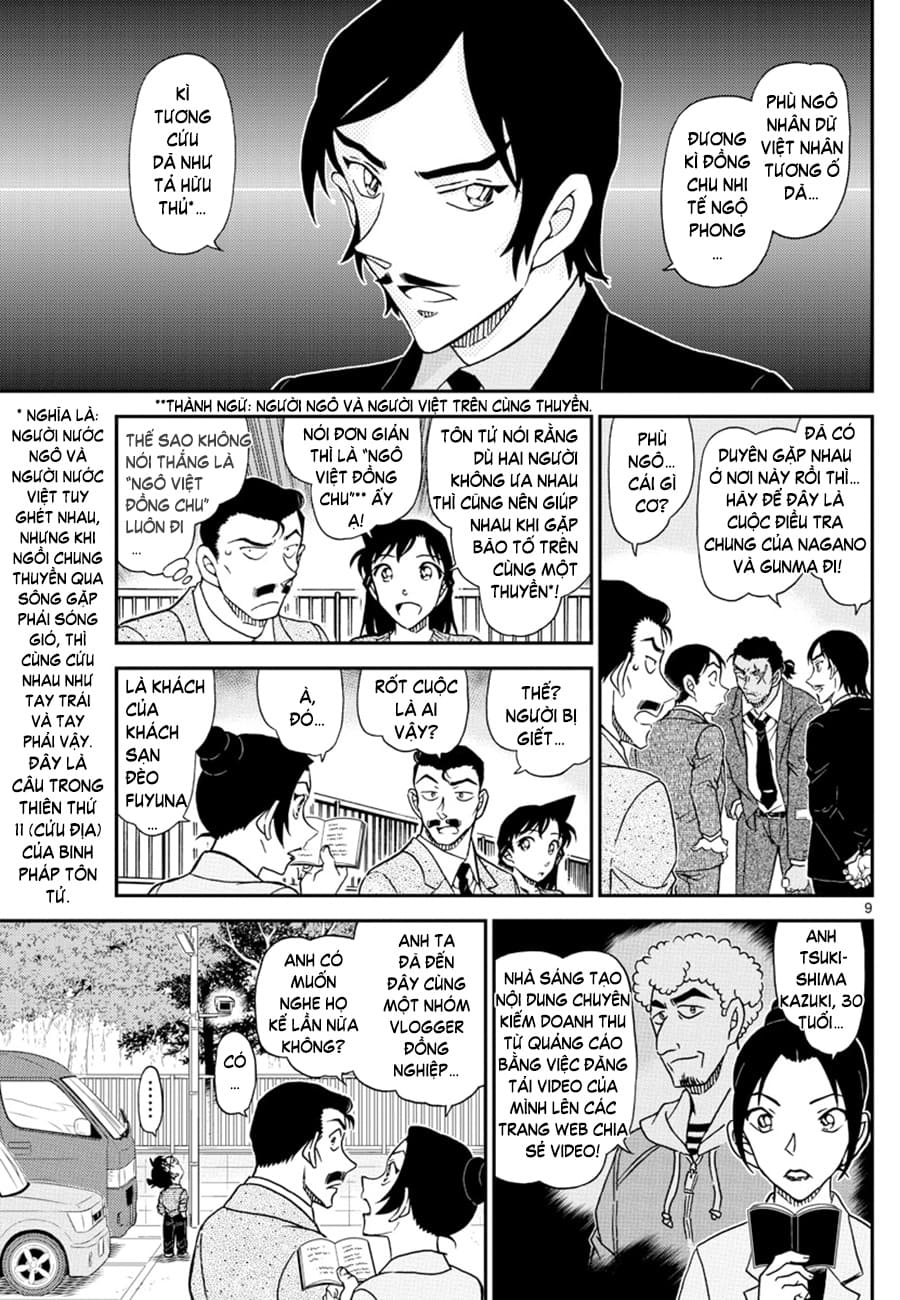 PHÙ NGÔ
NHÂN DỮ
VIỆT NHÂN
TƯƠNG Ố
DÃ...
ĐƯƠNG
KÌ ĐỒNG
CHU NHI
TẾ NGỘ
PHONG
...
KÌ
TƯƠNG
CỨU
DÃ NHƯ
TẢ HỮU
THỦ*...
**THÀNH NGỮ: NGƯỜI NGÔ VÀ NGƯỜI VIỆT TRÊN CÙNG THUYỀN.
* NGHĨA LÀ:
NGƯỜI NƯỚC
NGÔ VÀ
NGƯỜI NƯỚC
VIỆT TUY
GHÉT NHAU,
NHƯNG KHI
NGỒI CHUNG
THUYỀN QUA
SÔNG GẶP
PHẢI SÓNG
GIÓ, THÌ
CÙNG CỨU
NHAU NHƯ
TAY TRÁI
VÀ TAY
PHẢI VẬY.
ĐÂY LÀ
CÂU TRONG
THIÊN THỨ
11 (CỬU ĐỊA)
CỦA BINH
PHÁP TÔN
TỬ.
ĐÃ CÓ
DUYÊN GẶP NHAU
Ở NƠI NÀY RỒI THÌ...
HÃY ĐỂ ĐÂY LÀ
CUỘC ĐIỀU TRA
CHUNG CỦA NAGANO
VÀ GUNMA ĐI!
PHÙ
NGÔ...
CÁI GÌ
CƠ?
TÔN TỬ NÓI RẰNG
DÙ HAI NGƯỜI
KHÔNG ƯA NHAU
THÌ CŨNG NÊN GIÚP
NHAU KHI GẶP
BÃO TỐ TRÊN
CÙNG MỘT
THUYỀN*!
NÓI ĐƠN GIẢN
THÌ LÀ "NGÔ
VIỆT ĐỒNG
CHU"** ẤY
Ạ!
THẾ SAO KHÔNG
NÓI THẲNG LÀ
"NGÔ VIỆT
ĐỒNG CHU"
LUÔN ĐI
...
THẾ?
NGƯỜI BỊ
GIẾT...
RỐT CUỘC
LÀ AI
VẬY?
À,
ĐÓ...
LÀ KHÁCH
CỦA
KHÁCH
SẠN
ĐÈO
FUYUNA
...
9
ANH
TSUKI-
SHIMA
KAZUKI, 30
TUỔI...
NHÀ SÁNG TẠO
NỘI DUNG CHUYÊN
KIẾM DOANH THU
TỪ QUẢNG CÁO
BẰNG VIỆC ĐĂNG
TẢI VIDEO CỦA
MÌNH LÊN CÁC
TRANG WEB CHIA
SẺ VIDEO!
ANH TA
ĐÃ ĐẾN
ĐÂY CÙNG
MỘT NHÓM
VLOGGER
ĐỒNG
NGHIỆP...
ANH CÓ
MUỐN
NGHE HỌ
KỂ LẦN NỮA
KHÔNG?
CÓ
...
.....